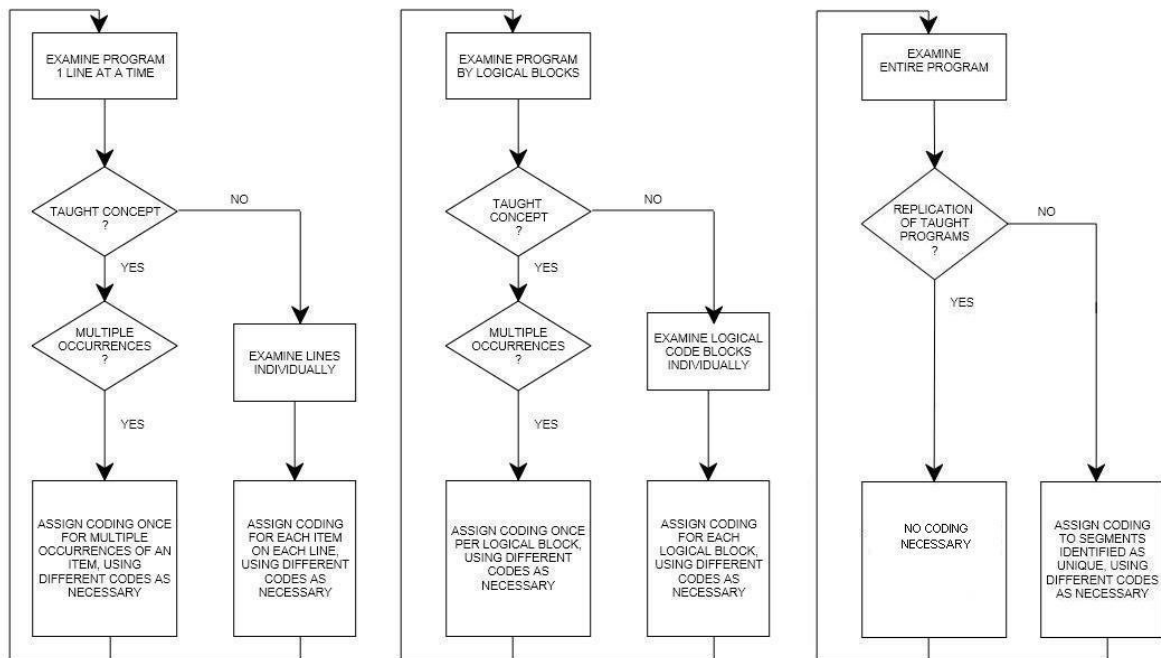 EXAMINE PROGRAM
1 LINE AT A TIME
TAUGHT CONCEPT
?
NO
YES
MULTIPLE
OCCURRENCES
?
EXAMINE LINES
INDIVIDUALLY
YES
ASSIGN CODING ONCE
FOR MULTIPLE
OCCURRENCES OF AN
ITEM, USING
DIFFERENT CODES AS
NECESSARY
ASSIGN CODING
FOR EACH ITEM
ON EACH LINE,
USING DIFFERENT
CODES AS
NECESSARY
EXAMINE PROGRAM
BY LOGICAL BLOCKS
TAUGHT
CONCEPT
?
NO
YES
MULTIPLE
OCCURRENCES
?
EXAMINE LOGICAL
CODE BLOCKS
INDIVIDUALLY
YES
ASSIGN CODING ONCE
PER LOGICAL BLOCK,
USING DIFFERENT
CODES AS
NECESSARY
ASSIGN CODING
FOR EACH
LOGICAL BLOCK,
USING DIFFERENT
CODES AS
NECESSARY
EXAMINE
ENTIRE PROGRAM
REPLICATION
OF TAUGHT
PROGRAMS
?
NO
YES
NO CODING
NECESSARY
ASSIGN CODING
TO SEGMENTS
IDENTIFIED AS
UNIQUE, USING
DIFFERENT CODES
AS NECESSARY